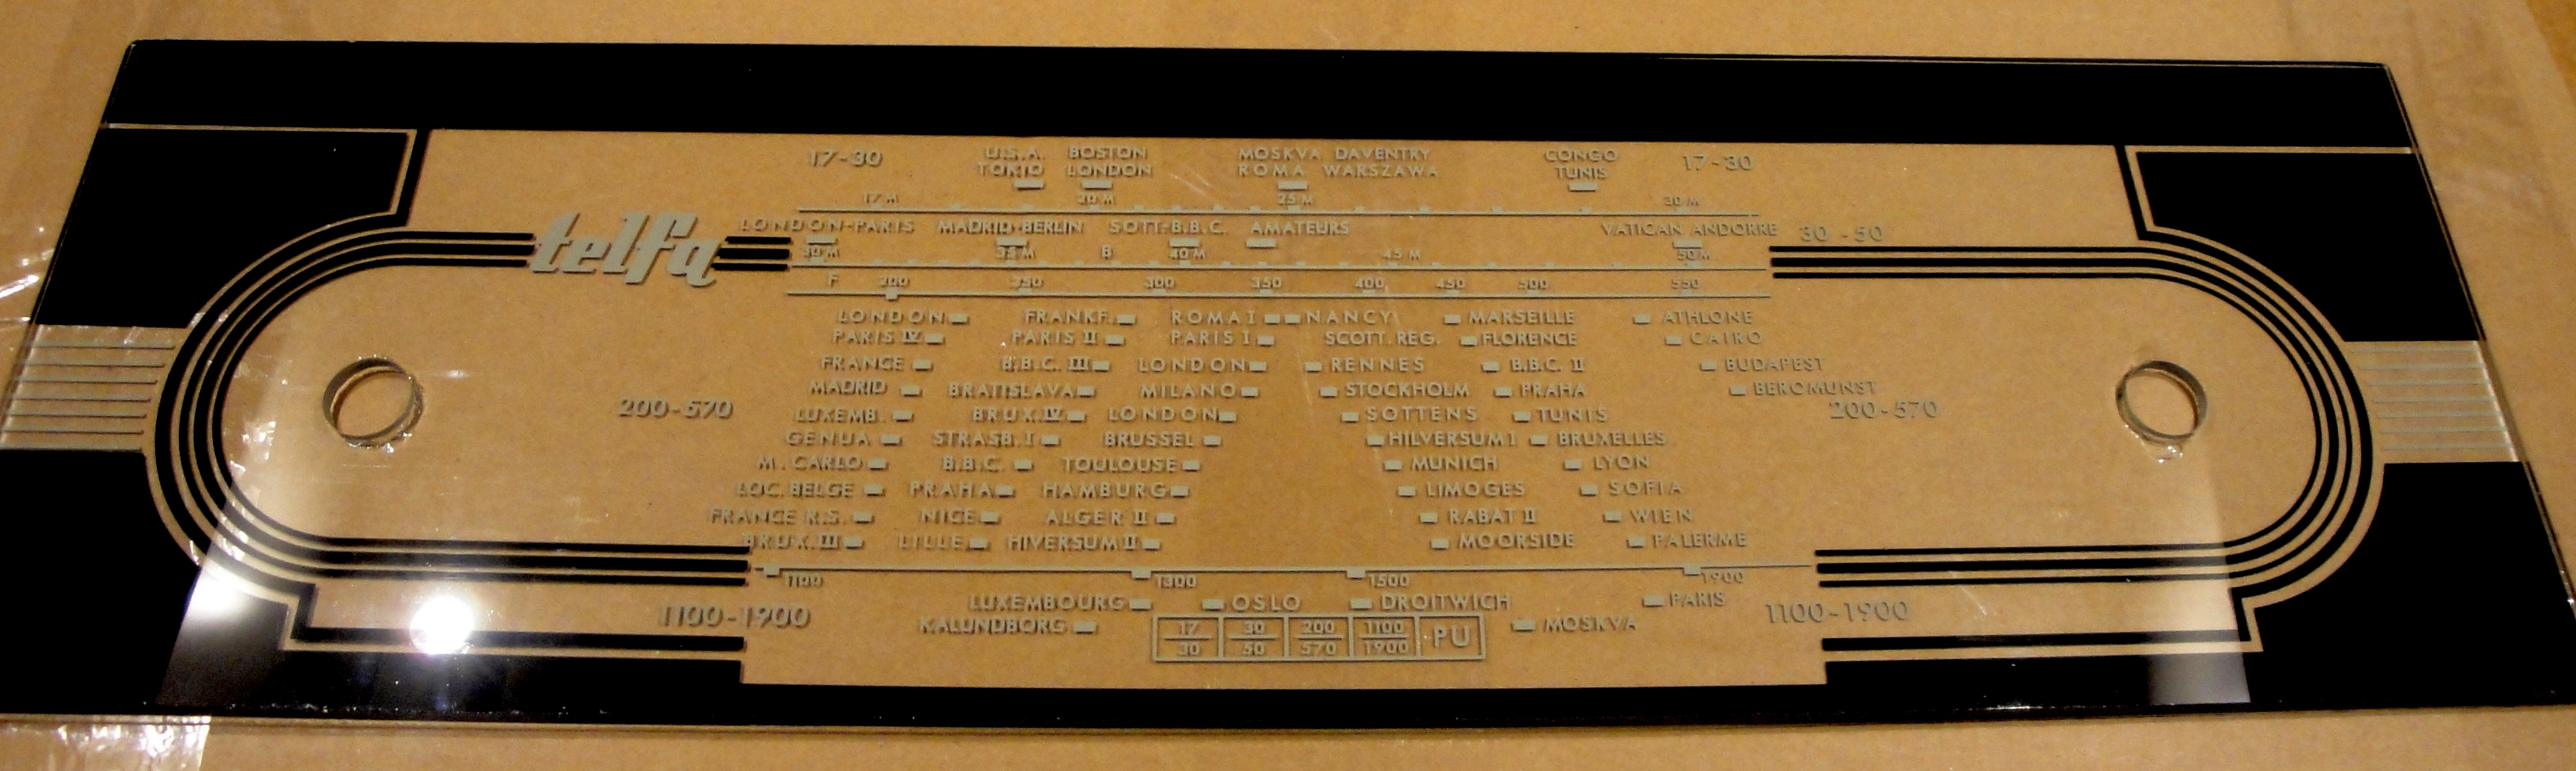 17-30 U.S.A. BOSTON MOSKVA DAVENTRY CONGO 17-30
TOKIO LONDON ROMA WARSZAWA TUNIS
17 M 20 M 25 M 30 M
telfa LONDON-PARIS MADRID-BERLIN SOTT.-B.B.C. AMATEURS VATICAN ANDORRE 30-50
30 M 35 M B 40 M 45 M 50 M
F 200 250 300 350 400 450 500 550
LONDON FRANKF. ROMA I NANCY MARSEILLE ATHLONE
PARIS IV PARIS II PARIS I SCOTT. REG. FLORENCE CAIRO
FRANCE B.B.C. III LONDON RENNES B.B.C. II BUDAPEST
MADRID BRATISLAVA MILANO STOCKHOLM PRAHA BEROMUNST
200-570 LUXEMB. BRUX.IV LONDON SOTTENS TUNIS 200-570
GENUA STRASB. I BRUSSEL HILVERSUM I BRUXELLES
M. CARLO B.B.C. TOULOUSE MUNICH LYON
LOC. BELGE PRAHA HAMBURG LIMOGES SOFIA
FRANCE R.S. NICE ALGER II RABAT II WIEN
BRUX. III LILLE HIVERSUM II MOORSIDE PALERME
1100 1300 1500 1900
1100-1900 LUXEMBOURG OSLO DROITWICH PARIS 1100-1900
KALUNDBORG MOSKVA
17 30 200 1100 PU
30 50 570 1900